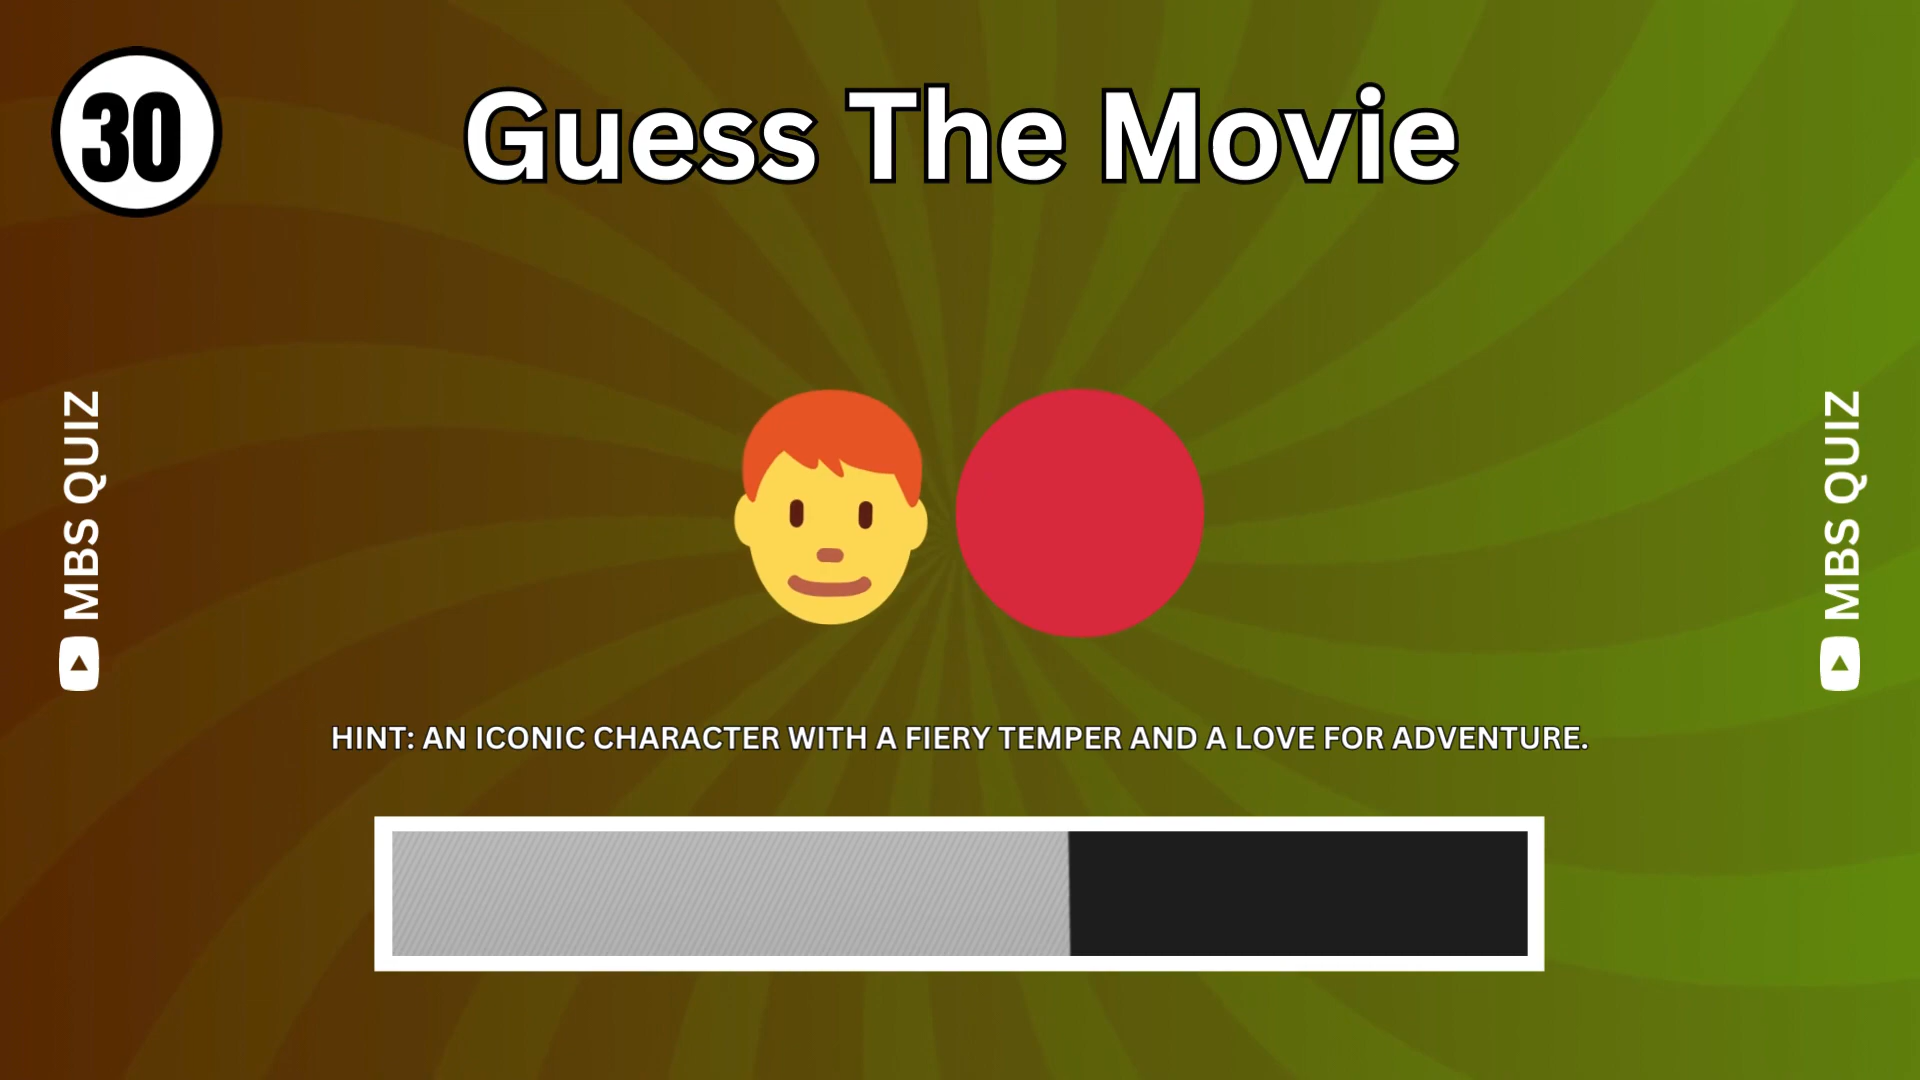 30
Guess The Movie
MBS QUIZ
MBS QUIZ
HINT: AN ICONIC CHARACTER WITH A FIERY TEMPER AND A LOVE FOR ADVENTURE.